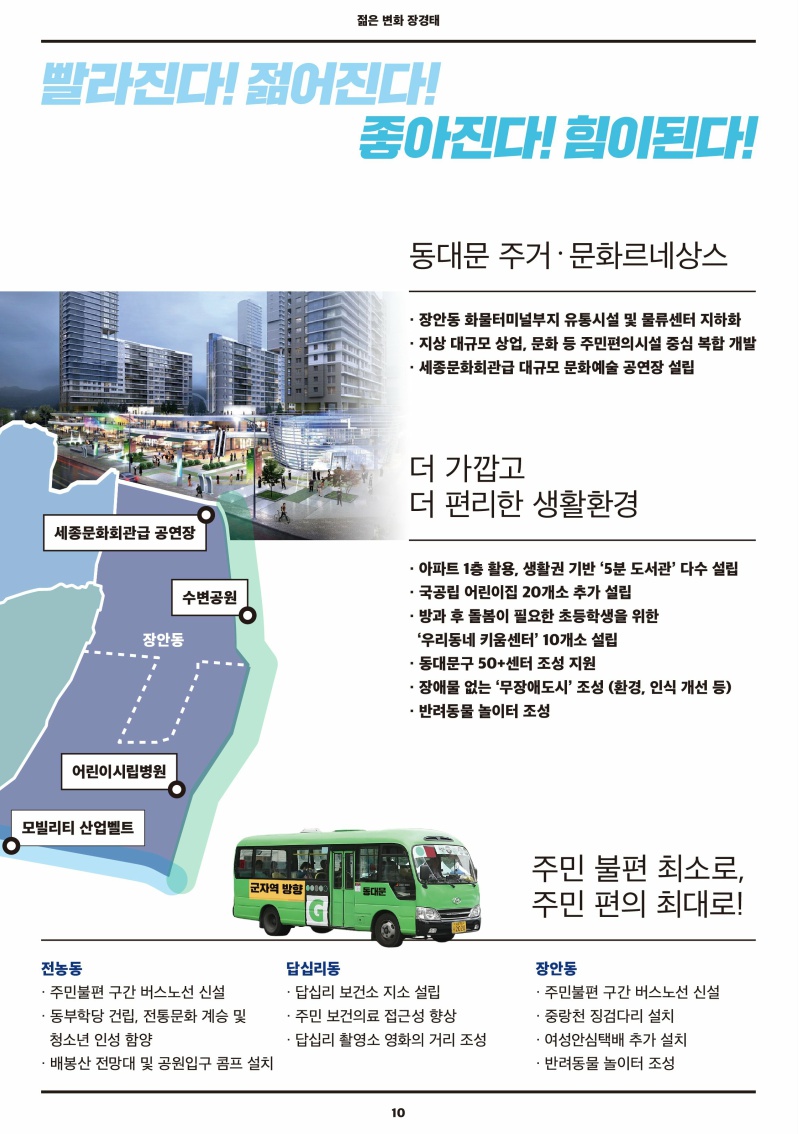 젊은 변화 장경태
빨라진다! 젊어진다!
좋아진다! 힘이된다!
동대문 주거·문화르네상스
· 장안동 화물터미널부지 유통시설 및 물류센터 지하화
· 지상 대규모 상업, 문화 등 주민편의시설 중심 복합 개발
· 세종문화회관급 대규모 문화예술 공연장 설립
더 가깝고
더 편리한 생활환경
· 아파트 1층 활용, 생활권 기반 ‘5분 도서관’ 다수 설립
· 국공립 어린이집 20개소 추가 설립
· 방과 후 돌봄이 필요한 초등학생을 위한
‘우리동네 키움센터’ 10개소 설립
· 동대문구 50+센터 조성 지원
· 장애물 없는 ‘무장애도시’ 조성 (환경, 인식 개선 등)
· 반려동물 놀이터 조성
세종문화회관급 공연장
수변공원
장안동
어린이시립병원
모빌리티 산업벨트
군자역 방향
동대문
G
주민 불편 최소로,
주민 편의 최대로!
전농동
· 주민불편 구간 버스노선 신설
· 동부학당 건립, 전통문화 계승 및
청소년 인성 함양
· 배봉산 전망대 및 공원입구 콤프 설치
답십리동
· 답십리 보건소 지소 설립
· 주민 보건의료 접근성 향상
· 답십리 촬영소 영화의 거리 조성
장안동
· 주민불편 구간 버스노선 신설
· 중랑천 징검다리 설치
· 여성안심택배 추가 설치
· 반려동물 놀이터 조성
10